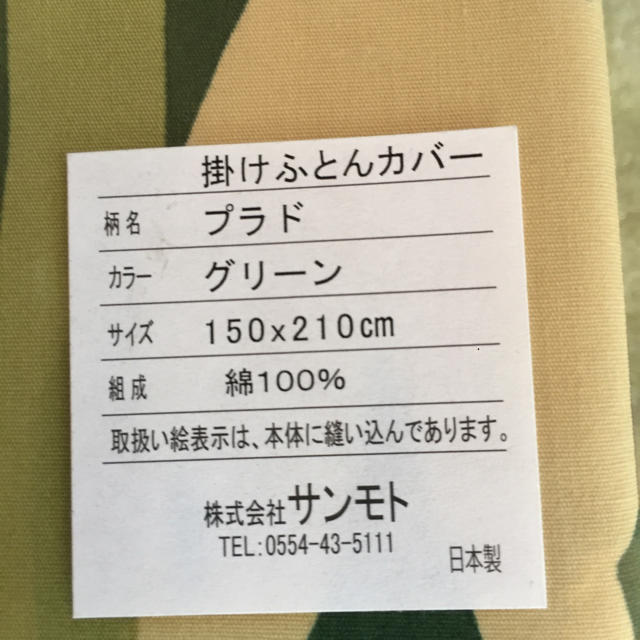 掛けふとんカバー
柄名 プラド
カラー グリーン
サイズ 150x210cm
組成 綿100%
取扱い絵表示は、本体に縫い込んであります。
株式会社サンモト
TEL:0554-43-5111
日本製